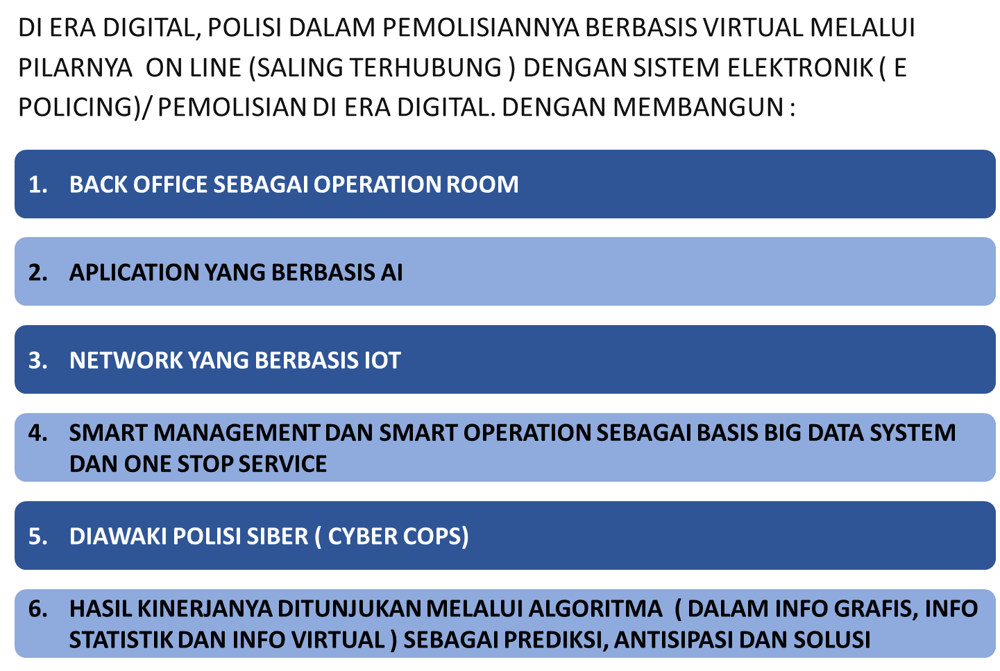 DI ERA DIGITAL, POLISI DALAM PEMOLISIANNYA BERBASIS VIRTUAL MELALUI
PILARNYA ON LINE (SALING TERHUBUNG ) DENGAN SISTEM ELEKTRONIK ( E
POLICING)/ PEMOLISIAN DI ERA DIGITAL. DENGAN MEMBANGUN :
1. BACK OFFICE SEBAGAI OPERATION ROOM
2. APLICATION YANG BERBASIS AI
3. NETWORK YANG BERBASIS IOT
4. SMART MANAGEMENT DAN SMART OPERATION SEBAGAI BASIS BIG DATA SYSTEM
DAN ONE STOP SERVICE
5. DIAWAKI POLISI SIBER ( CYBER COPS)
6. HASIL KINERJANYA DITUNJUKAN MELALUI ALGORITMA ( DALAM INFO GRAFIS, INFO
STATISTIK DAN INFO VIRTUAL ) SEBAGAI PREDIKSI, ANTISIPASI DAN SOLUSI